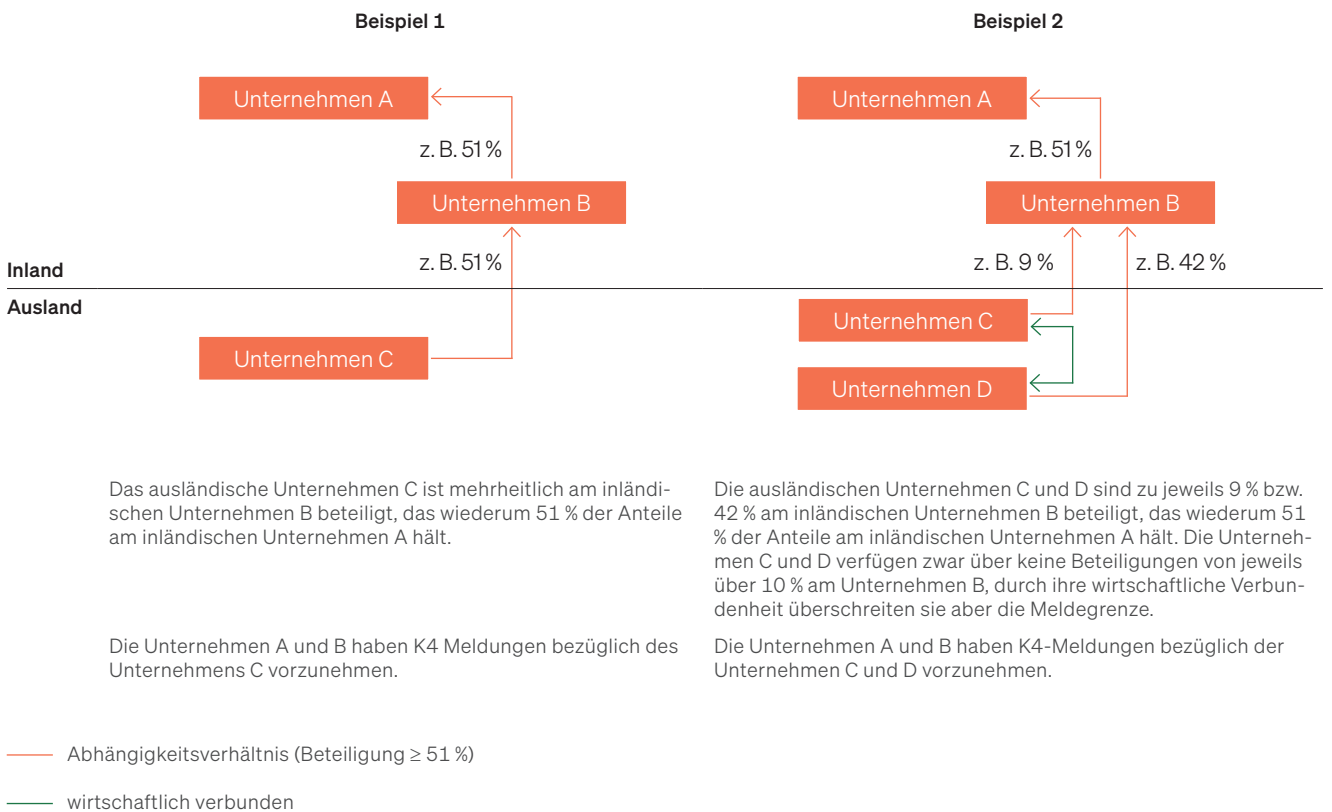 Beispiel 1
Unternehmen A
z. B. 51 %
Unternehmen B
z. B. 51 %
Unternehmen C
Beispiel 2
Unternehmen A
z. B. 51 %
Unternehmen B
z. B. 9 %
z. B. 42 %
Unternehmen C
Unternehmen D
Inland
Ausland
Das ausländische Unternehmen C ist mehrheitlich am inländi-
schen Unternehmen B beteiligt, das wiederum 51 % der Anteile
am inländischen Unternehmen A hält.
Die Unternehmen A und B haben K4 Meldungen bezüglich des
Unternehmens C vorzunehmen.
Die ausländischen Unternehmen C und D sind zu jeweils 9 % bzw.
42 % am inländischen Unternehmen B beteiligt, das wiederum 51
% der Anteile am inländischen Unternehmen A hält. Die Unterneh-
men C und D verfügen zwar über keine Beteiligungen von jeweils
über 10 % am Unternehmen B, durch ihre wirtschaftliche Verbun-
denheit überschreiten sie aber die Meldegrenze.
Die Unternehmen A und B haben K4-Meldungen bezüglich der
Unternehmen C und D vorzunehmen.
Abhängigkeitsverhältnis (Beteiligung ≥ 51 %)
wirtschaftlich verbunden